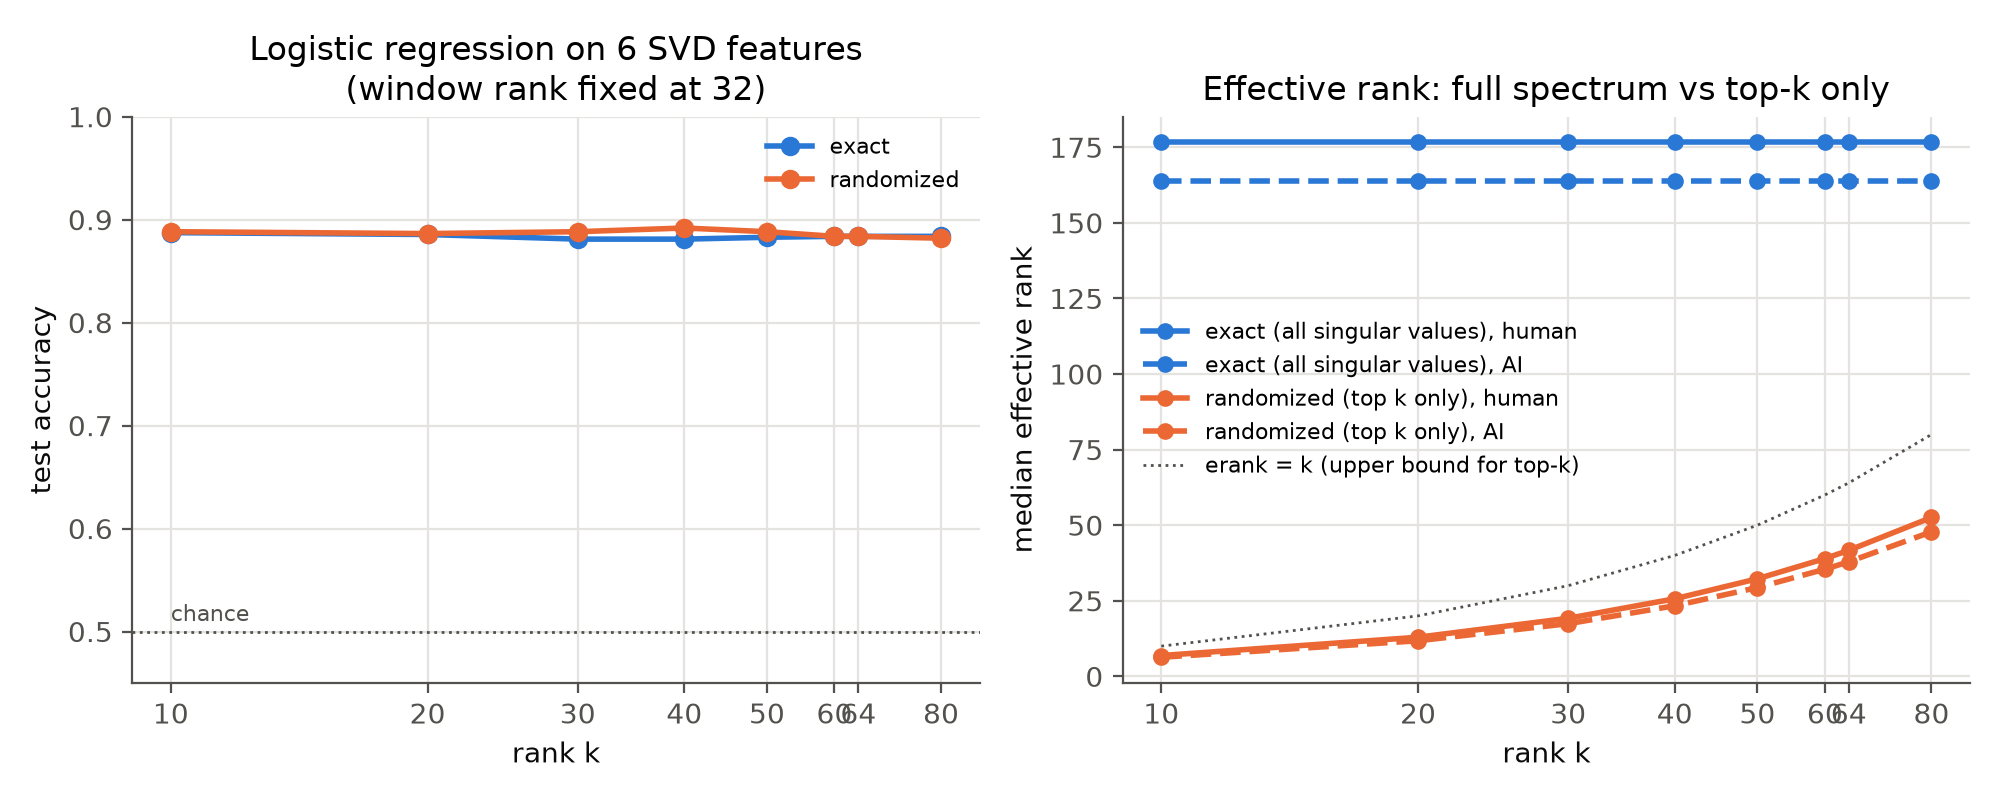 Logistic regression on 6 SVD features
(window rank fixed at 32)
1.0
0.9
0.8
0.7
0.6
0.5
test accuracy
exact
randomized
chance
10 20 30 40 50 60 64 80
rank k
Effective rank: full spectrum vs top-k only
175
150
125
100
75
50
25
0
median effective rank
exact (all singular values), human
exact (all singular values), AI
randomized (top k only), human
randomized (top k only), AI
erank = k (upper bound for top-k)
10 20 30 40 50 60 64 80
rank k